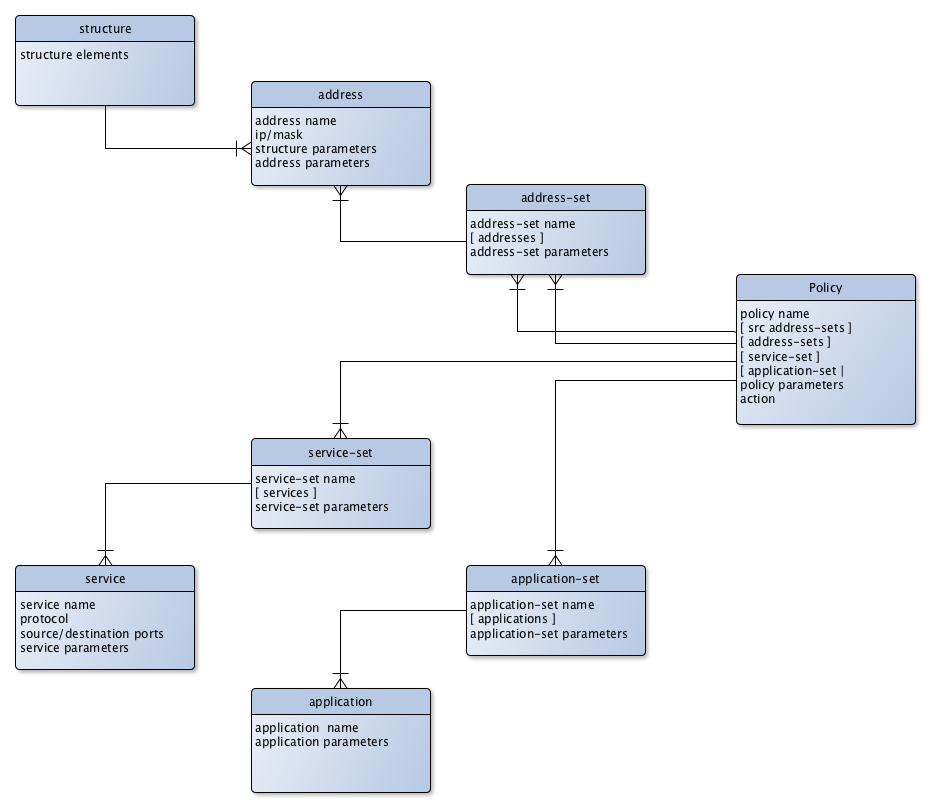 structure
structure elements
address
address name
ip/mask
structure parameters
address parameters
address-set
address-set name
[ addresses ]
address-set parameters
Policy
policy name
[ src address-sets ]
[ address-sets ]
[ service-set ]
[ application-set |
policy parameters
action
service-set
service-set name
[ services ]
service-set parameters
service
service name
protocol
source/destination ports
service parameters
application-set
application-set name
[ applications ]
application-set parameters
application
application name
application parameters